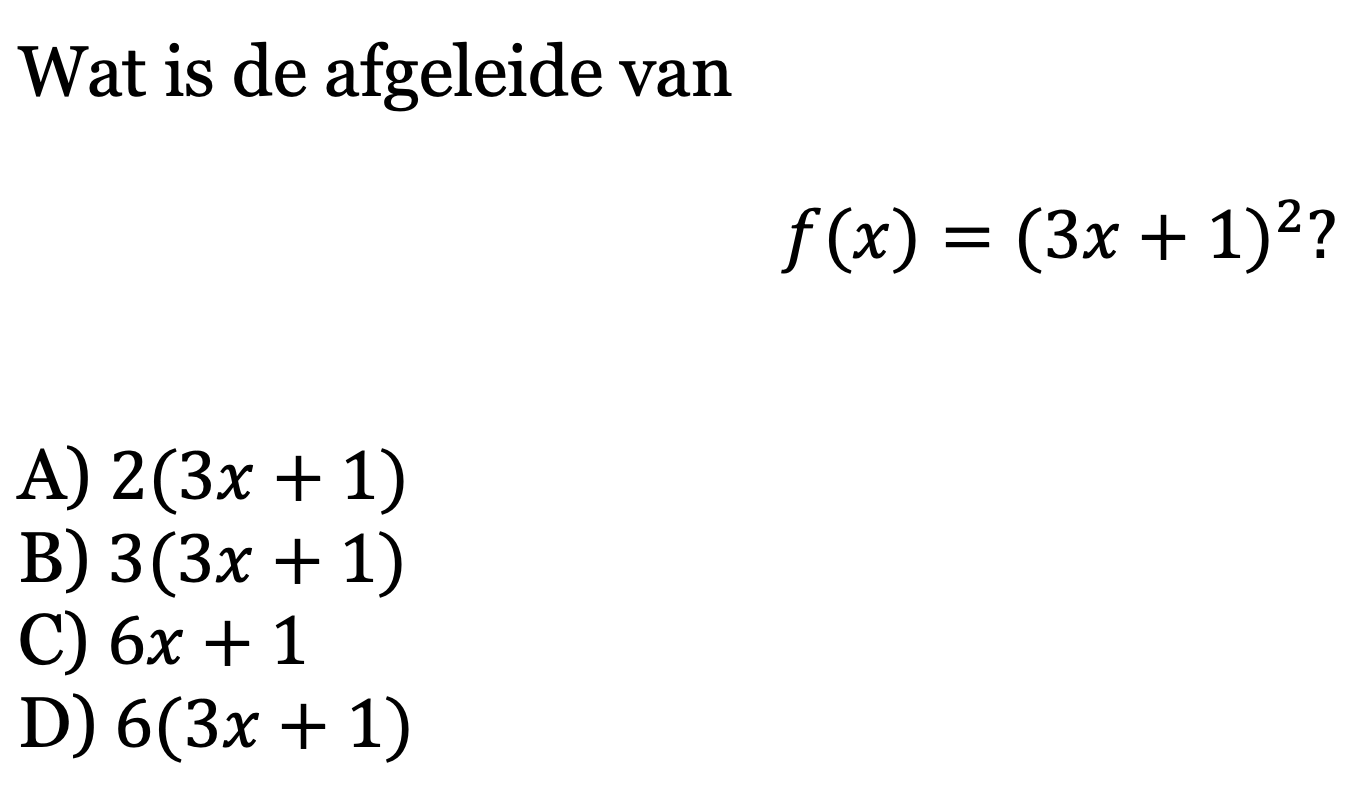 Wat is de afgeleide van
f(x) = (3x + 1)²?
A) 2(3x + 1)
B) 3(3x + 1)
C) 6x + 1
D) 6(3x + 1)